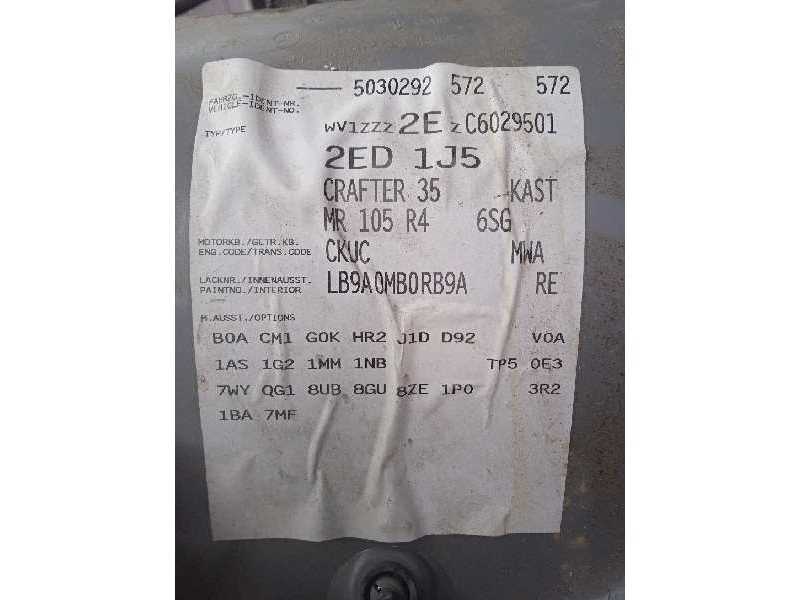 5030292 572 572
FAHRZG.-IDENT-NR.
VEHICLE-IDENT-NO.
WV1ZZZ2EZC6029501
TYP/TYPE
2ED 1J5
CRAFTER 35 KAST
MR 105 R4 6SG
MOTORKB./GETR.KB.
ENG.CODE/TRANS.CODE
CKUC MWA
LACKNR./INNENAUSST.
PAINTNO./INTERIOR
LB9A0MB0RB9A RE
M.AUSST./OPTIONS
B0A CM1 G0K HR2 J1D D92 V0A
1AS 1G2 1MM 1NB TP5 0E3
7WY QG1 8UB 8GU 8ZE 1P0 3R2
1BA 7MF